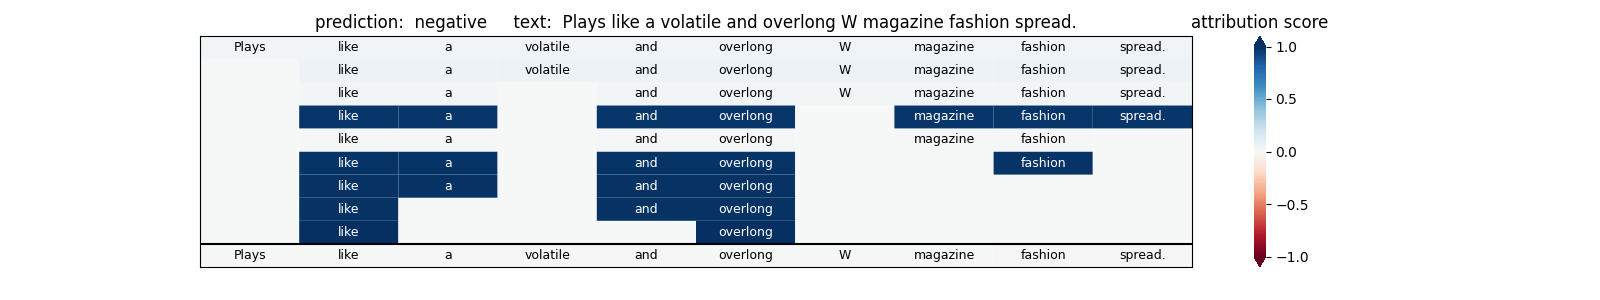 prediction:  negative     text:  Plays like a volatile and overlong W magazine fashion spread.     attribution score
Plays like a volatile and overlong W magazine fashion spread. 1.0
like a volatile and overlong W magazine fashion spread.
like a and overlong W magazine fashion spread. 0.5
like a and overlong magazine fashion spread.
like a and overlong magazine fashion 0.0
like a and overlong fashion
like a and overlong
like and overlong −0.5
like overlong
Plays like a volatile and overlong W magazine fashion spread. −1.0